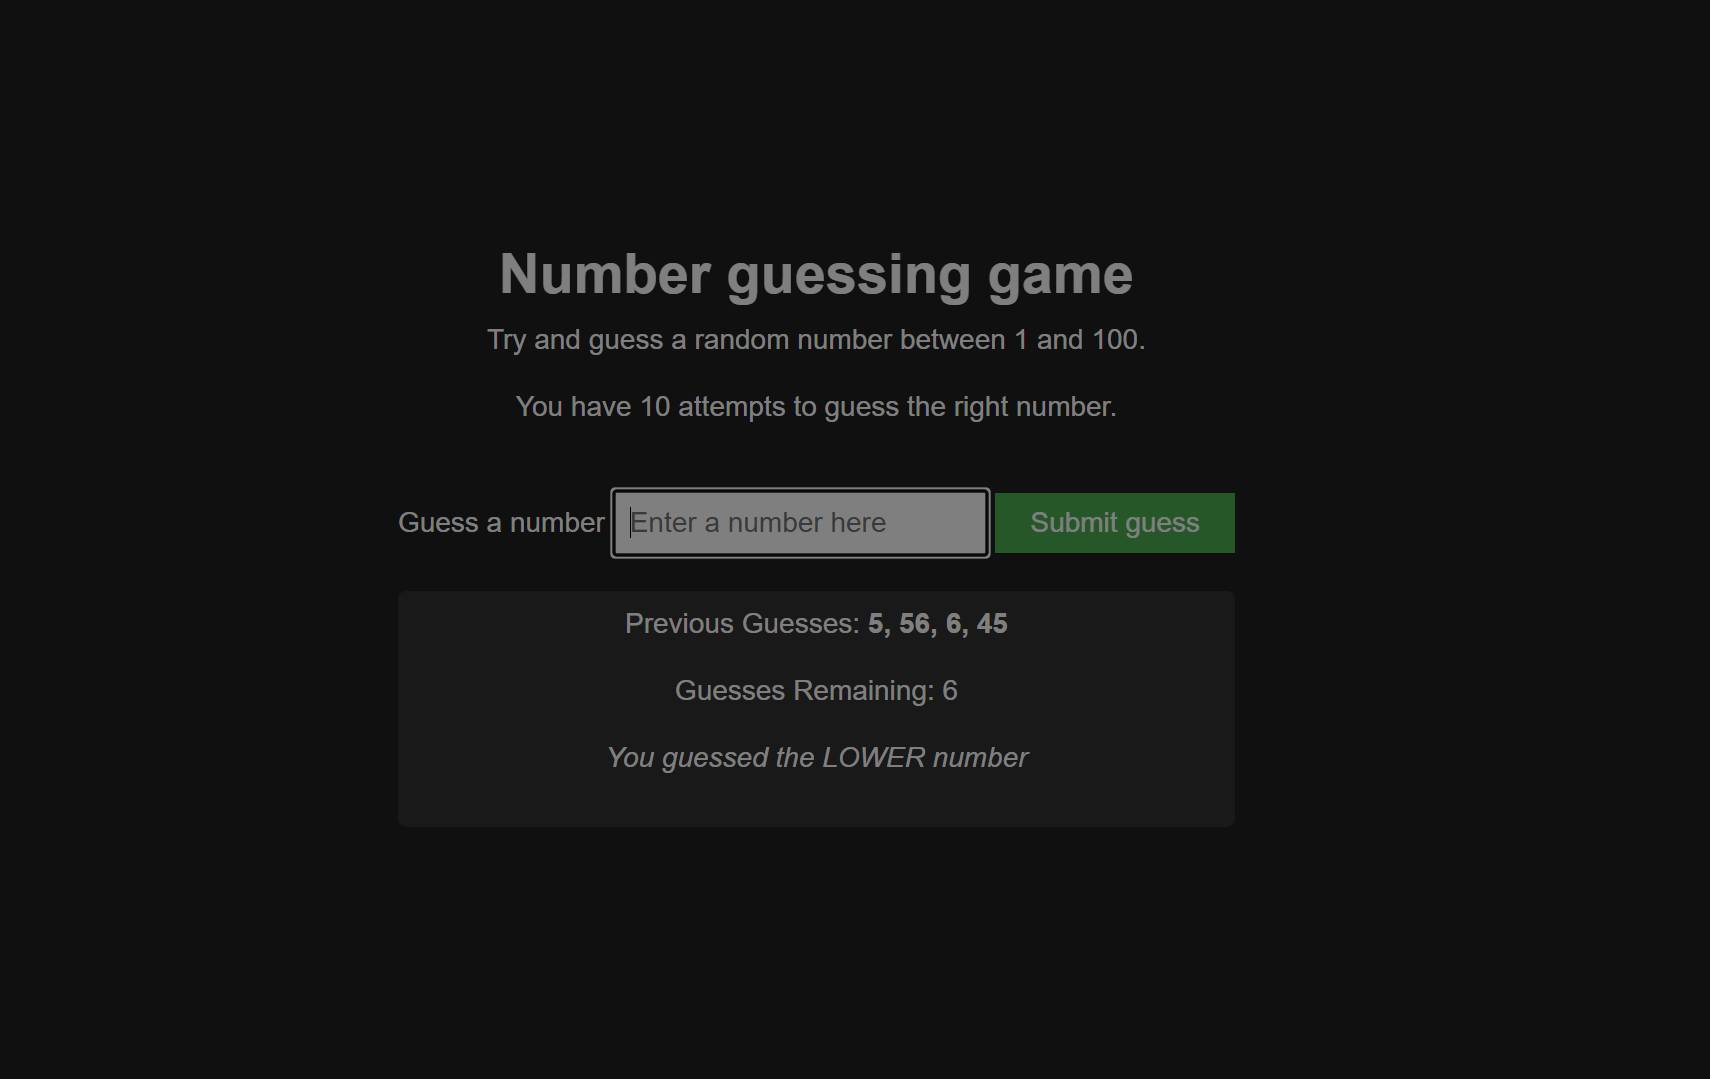 Number guessing game
Try and guess a random number between 1 and 100.
You have 10 attempts to guess the right number.
Guess a number Enter a number here Submit guess
Previous Guesses: 5, 56, 6, 45
Guesses Remaining: 6
You guessed the LOWER number